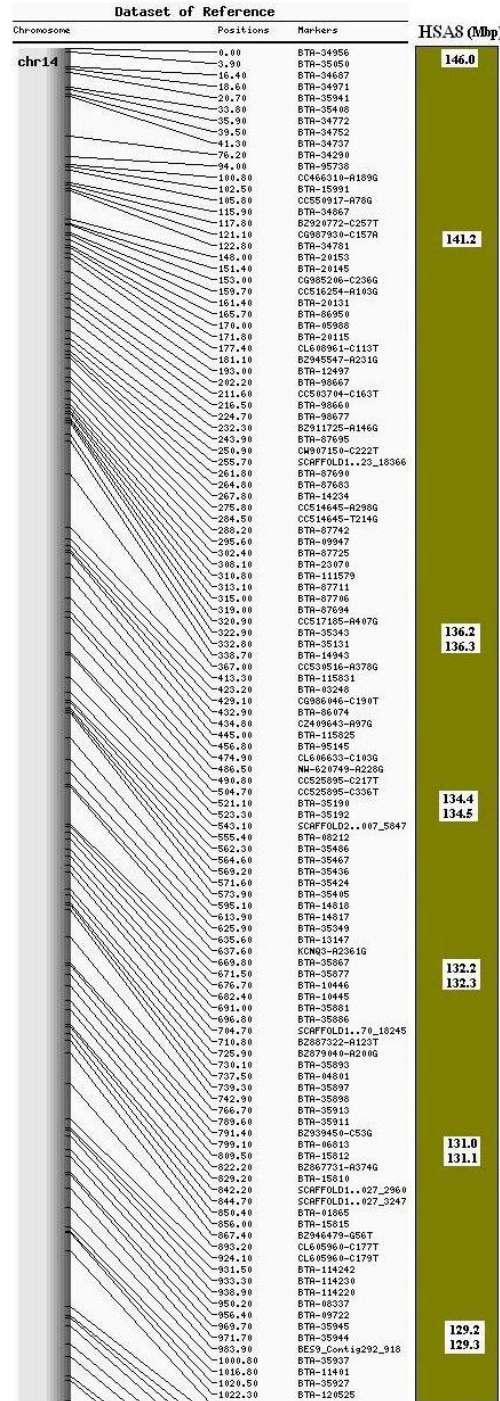 Dataset of Reference
Chromosome Positions Markers HSA8 (Mbp)
chr14
0.00 BTA-34956 146.0
3.90 BTA-35050
16.40 BTA-34687
18.60 BTA-34971
20.70 BTA-35941
33.80 BTA-35408
35.90 BTA-34772
39.50 BTA-34752
41.30 BTA-34737
76.20 BTA-34290
94.00 BTA-95738
100.80 CC466310-A189G
102.50 BTA-15991
105.80 CC550917-A78G
115.90 BTA-34867
117.80 BZ920772-C257T
121.10 CG987930-C157A 141.2
122.80 BTA-34781
148.00 BTA-20153
151.40 BTA-20145
153.00 CG985206-C236G
159.70 CC516254-A103G
161.40 BTA-20131
165.70 BTA-86950
170.00 BTA-05988
171.80 BTA-20115
177.40 CL608961-C113T
181.10 BZ945547-A231G
193.00 BTA-12497
202.20 BTA-98667
211.60 CC503704-C163T
216.50 BTA-98660
224.70 BTA-98677
232.30 BZ911725-A146G
243.90 BTA-87695
250.90 CW907150-C222T
255.70 SCAFFOLD1..23_18366
261.80 BTA-87690
264.80 BTA-87683
267.80 BTA-14234
275.80 CC514645-A298G
284.50 CC514645-T214G
288.20 BTA-87742
295.60 BTA-09947
302.40 BTA-87725
308.10 BTA-23070
310.80 BTA-111579
313.10 BTA-87711
315.00 BTA-87706
319.00 BTA-87694
320.90 CC517185-A407G
322.90 BTA-35343 136.2
332.80 BTA-35131 136.3
338.70 BTA-14943
367.00 CC530516-A378G
413.30 BTA-115831
423.20 BTA-03248
429.10 CG986046-C190T
432.90 BTA-86074
434.80 CZ409643-A97G
445.00 BTA-115825
456.80 BTA-95145
474.90 CL606633-C103G
486.50 NW-620749-A228G
490.80 CC525895-C217T
504.70 CC525895-C336T 134.4
521.10 BTA-35190
523.30 BTA-35192 134.5
543.10 SCAFFOLD2..007_5847
555.40 BTA-08212
562.30 BTA-35486
564.60 BTA-35467
569.20 BTA-35436
571.60 BTA-35424
573.90 BTA-35405
595.10 BTA-14818
613.90 BTA-14817
625.90 BTA-35349
635.60 BTA-13147
637.60 KCNQ3-A2361G
669.80 BTA-35867 132.2
671.50 BTA-35877
676.70 BTA-10446 132.3
682.40 BTA-10445
691.00 BTA-35881
696.80 BTA-35886
704.70 SCAFFOLD1..70_18245
710.80 BZ887322-A123T
725.90 BZ879040-A200G
730.10 BTA-35893
737.50 BTA-04801
739.30 BTA-35897
742.90 BTA-35898
766.70 BTA-35913
789.60 BTA-35911
791.40 BZ939450-C53G
799.10 BTA-06813 131.0
809.50 BTA-15812 131.1
822.20 BZ867731-A374G
829.20 BTA-15810
842.20 SCAFFOLD1..027_2960
844.70 SCAFFOLD1..027_3247
850.40 BTA-01865
856.00 BTA-15815
867.40 BZ946479-G56T
893.20 CL605960-C177T
924.10 CL605960-C179T
931.50 BTA-114242
933.30 BTA-114230
938.90 BTA-114220
950.20 BTA-08337
956.40 BTA-09722
969.70 BTA-35945 129.2
971.70 BTA-35944 129.3
983.90 BES9_Contig292_918
1000.80 BTA-35937
1016.80 BTA-11401
1020.50 BTA-35927
1022.30 BTA-120525